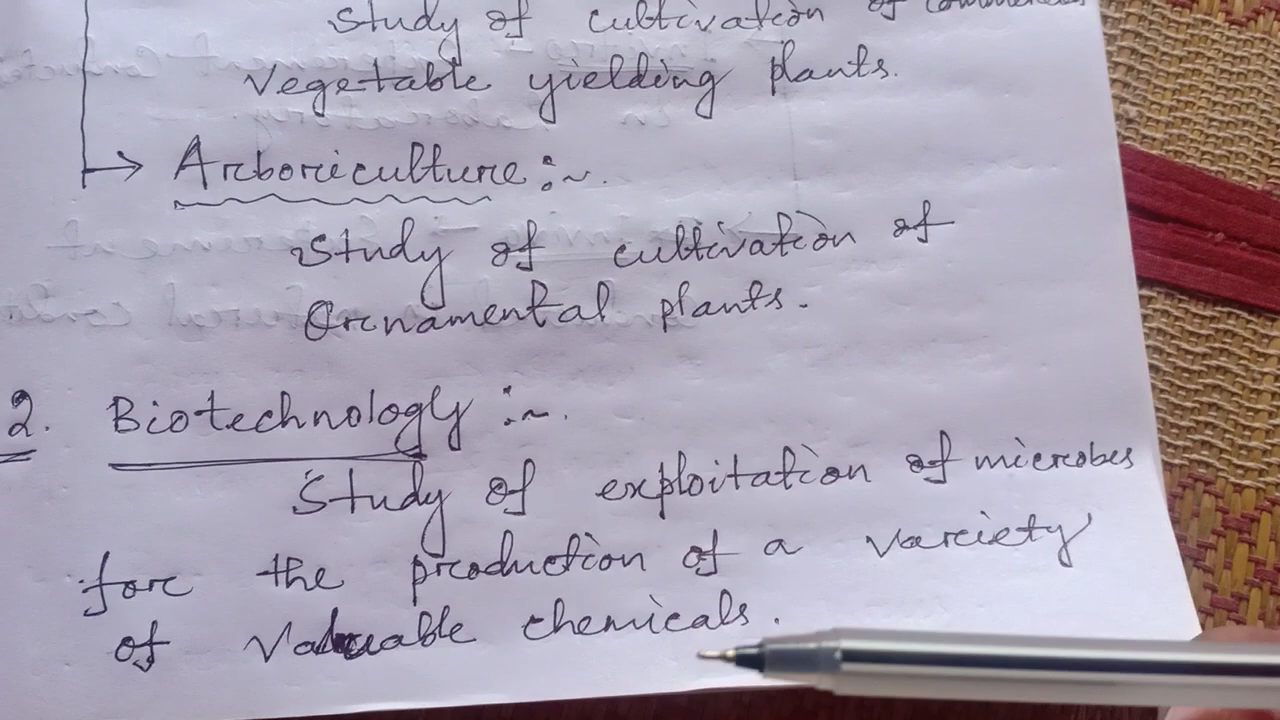 Study of cultivation of commercial
vegetable yielding plants.
Arboriculture :~.
Study of cultivation of
Ornamental plants.
2. Biotechnology :~.
Study of exploitation of microbes
for the production of a variety
of Valuable chemicals.